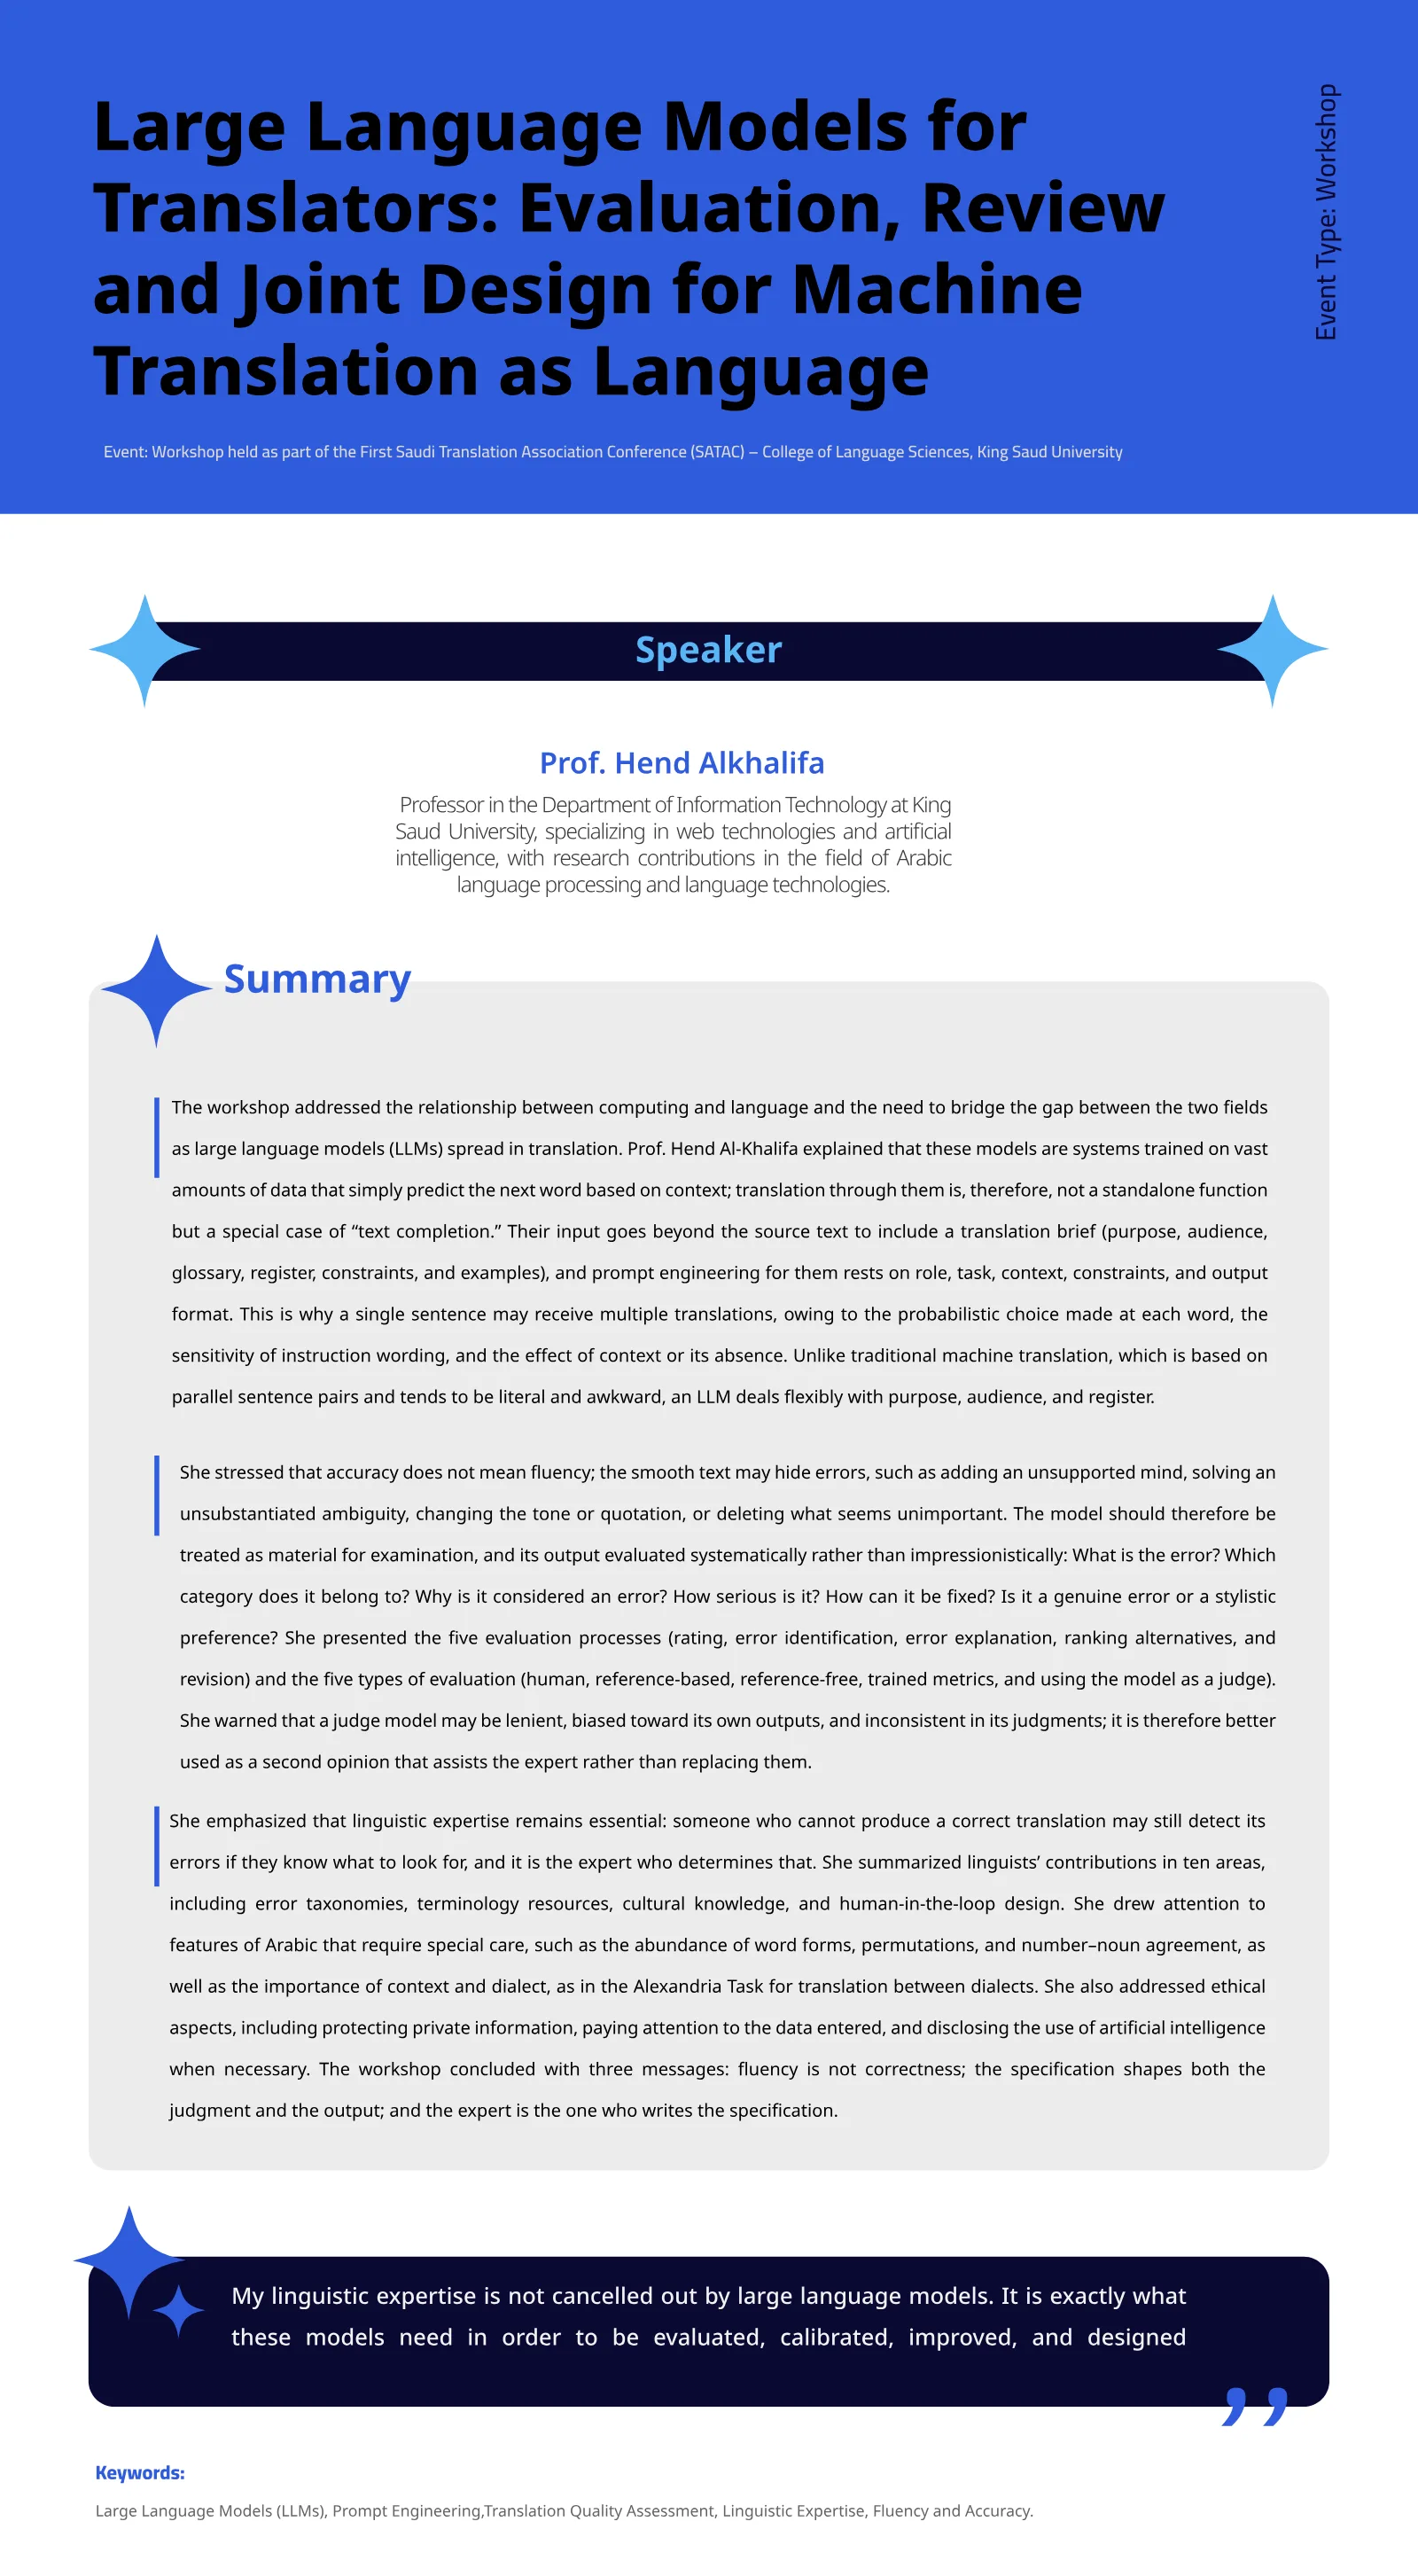 Large Language Models for
Translators: Evaluation, Review
and Joint Design for Machine
Translation as Language
Event Type: Workshop
Event: Workshop held as part of the First Saudi Translation Association Conference (SATAC) – College of Language Sciences, King Saud University
Speaker
Prof. Hend Alkhalifa
Professor in the Department of Information Technology at King
Saud University, specializing in web technologies and artificial
intelligence, with research contributions in the field of Arabic
language processing and language technologies.
Summary
The workshop addressed the relationship between computing and language and the need to bridge the gap between the two fields
as large language models (LLMs) spread in translation. Prof. Hend Al-Khalifa explained that these models are systems trained on vast
amounts of data that simply predict the next word based on context; translation through them is, therefore, not a standalone function
but a special case of “text completion.” Their input goes beyond the source text to include a translation brief (purpose, audience,
glossary, register, constraints, and examples), and prompt engineering for them rests on role, task, context, constraints, and output
format. This is why a single sentence may receive multiple translations, owing to the probabilistic choice made at each word, the
sensitivity of instruction wording, and the effect of context or its absence. Unlike traditional machine translation, which is based on
parallel sentence pairs and tends to be literal and awkward, an LLM deals flexibly with purpose, audience, and register.
She stressed that accuracy does not mean fluency; the smooth text may hide errors, such as adding an unsupported mind, solving an
unsubstantiated ambiguity, changing the tone or quotation, or deleting what seems unimportant. The model should therefore be
treated as material for examination, and its output evaluated systematically rather than impressionistically: What is the error? Which
category does it belong to? Why is it considered an error? How serious is it? How can it be fixed? Is it a genuine error or a stylistic
preference? She presented the five evaluation processes (rating, error identification, error explanation, ranking alternatives, and
revision) and the five types of evaluation (human, reference-based, reference-free, trained metrics, and using the model as a judge).
She warned that a judge model may be lenient, biased toward its own outputs, and inconsistent in its judgments; it is therefore better
used as a second opinion that assists the expert rather than replacing them.
She emphasized that linguistic expertise remains essential: someone who cannot produce a correct translation may still detect its
errors if they know what to look for, and it is the expert who determines that. She summarized linguists’ contributions in ten areas,
including error taxonomies, terminology resources, cultural knowledge, and human-in-the-loop design. She drew attention to
features of Arabic that require special care, such as the abundance of word forms, permutations, and number–noun agreement, as
well as the importance of context and dialect, as in the Alexandria Task for translation between dialects. She also addressed ethical
aspects, including protecting private information, paying attention to the data entered, and disclosing the use of artificial intelligence
when necessary. The workshop concluded with three messages: fluency is not correctness; the specification shapes both the
judgment and the output; and the expert is the one who writes the specification.
My linguistic expertise is not cancelled out by large language models. It is exactly what
these models need in order to be evaluated, calibrated, improved, and designed
”
Keywords:
Large Language Models (LLMs), Prompt Engineering,Translation Quality Assessment, Linguistic Expertise, Fluency and Accuracy.